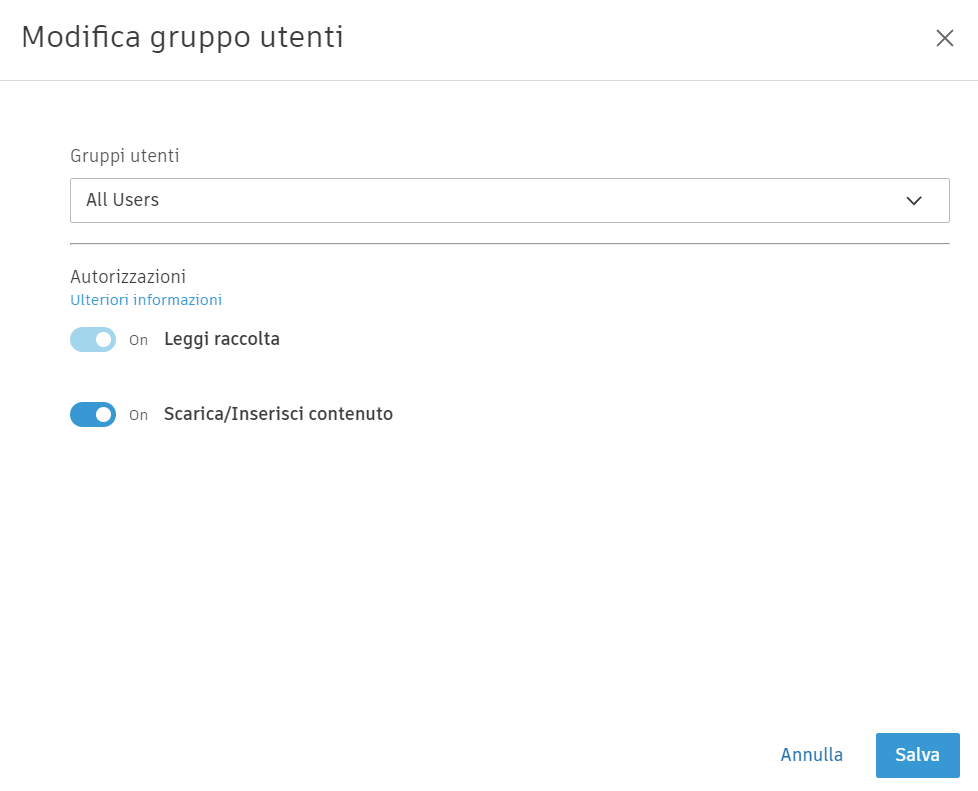 Modifica gruppo utenti
Gruppi utenti
All Users
Autorizzazioni
Ulteriori informazioni
On Leggi raccolta
On Scarica/Inserisci contenuto
Annulla Salva